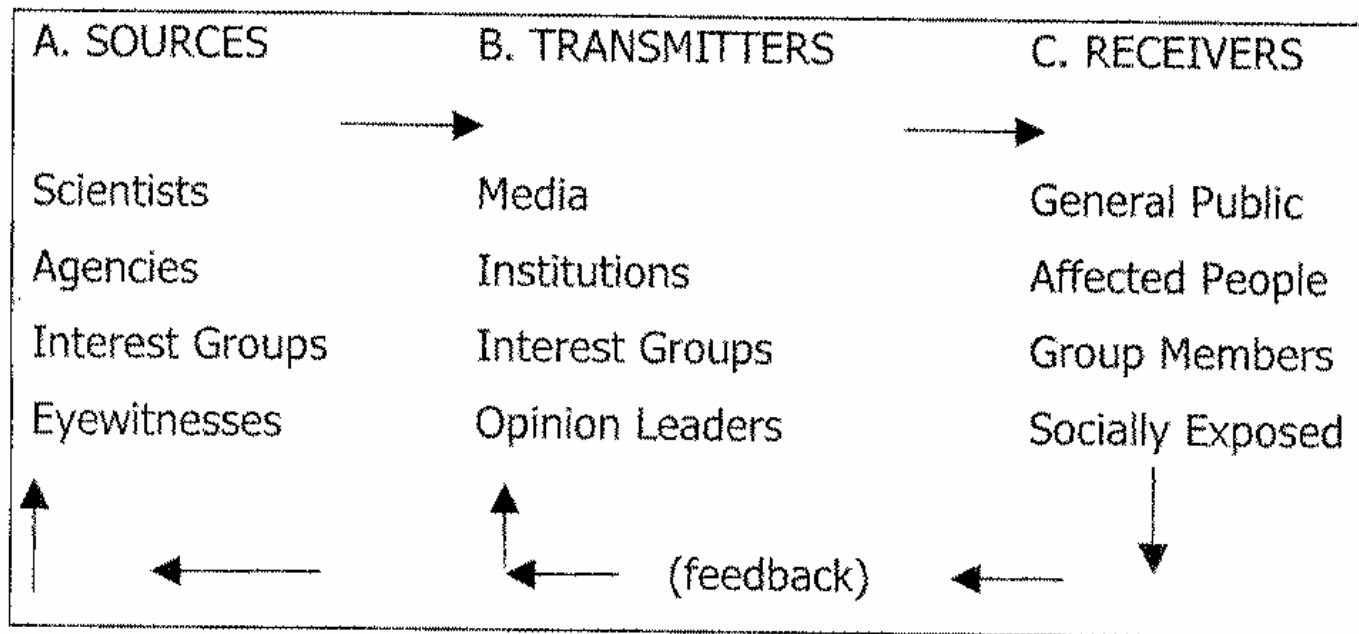 A. SOURCES
Scientists
Agencies
Interest Groups
Eyewitnesses
B. TRANSMITTERS
Media
Institutions
Interest Groups
Opinion Leaders
C. RECEIVERS
General Public
Affected People
Group Members
Socially Exposed
(feedback)